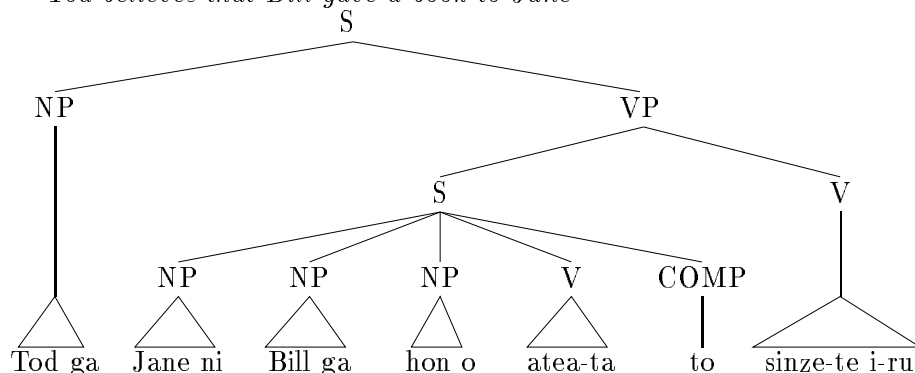 Tod believes that Bill gave a book to Jane
S
NP VP
S V
NP NP NP V COMP
Tod ga Jane ni Bill ga hon o atea-ta to sinze-te i-ru